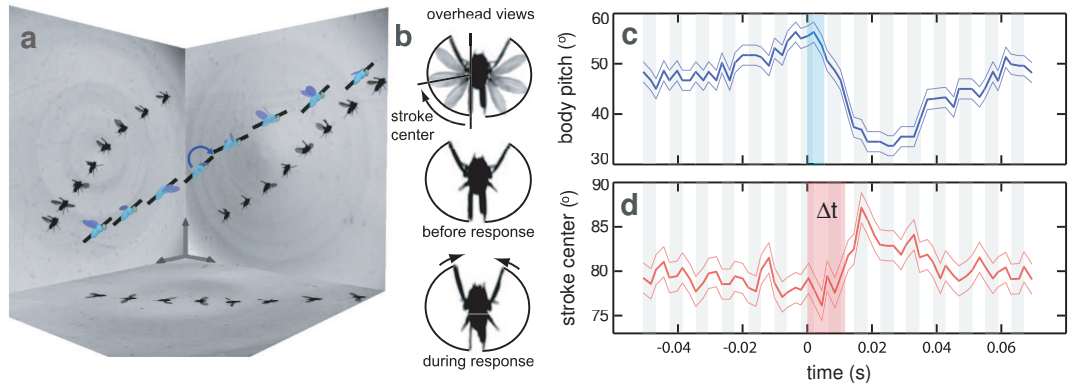 a
b
overhead views
stroke
center
before response
during response
c
body pitch (º)
60
50
40
30
d
stroke center (º)
90
85
80
75
Δt
-0.04
-0.02
0
0.02
0.04
0.06
time (s)